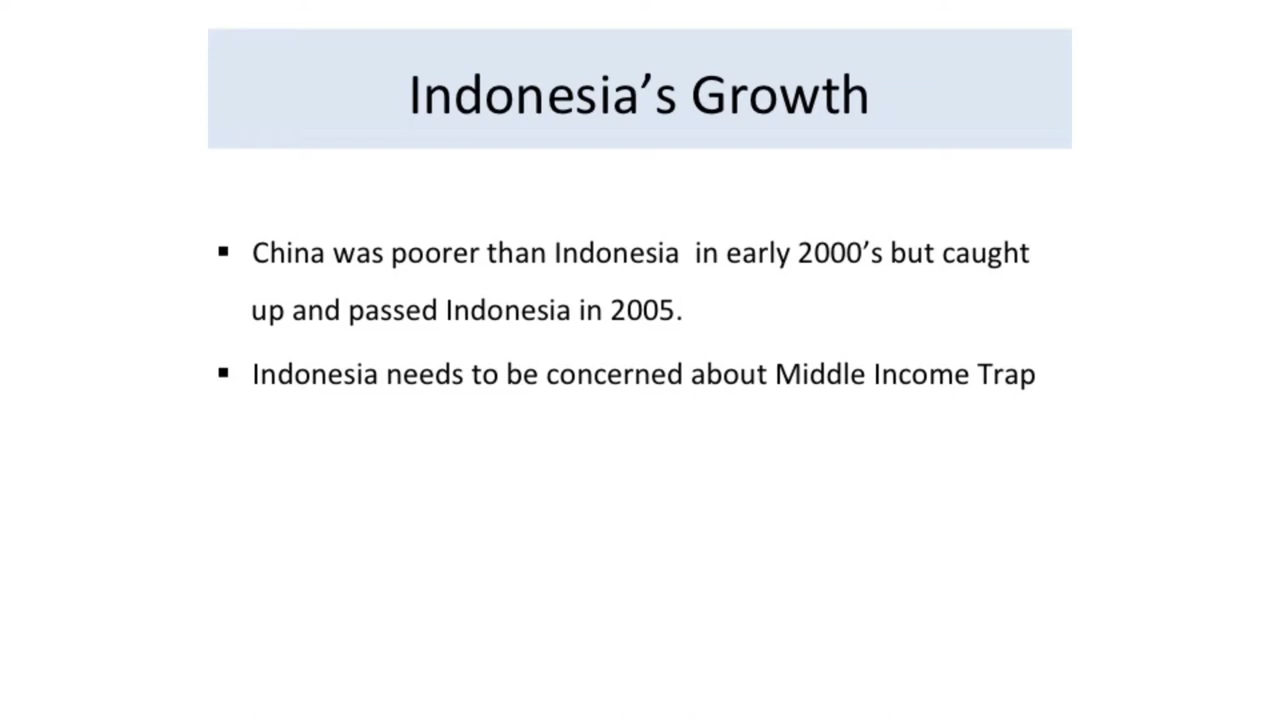 Indonesia’s Growth
▪ China was poorer than Indonesia  in early 2000’s but caught
up and passed Indonesia in 2005.
▪ Indonesia needs to be concerned about Middle Income Trap